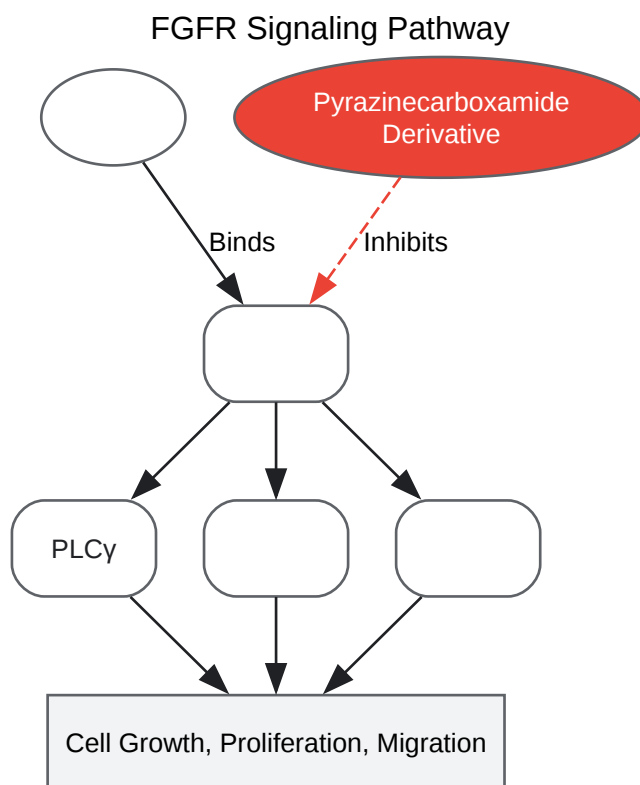 FGFR Signaling Pathway
Pyrazinecarboxamide
Derivative
Binds
Inhibits
PLCγ
Cell Growth, Proliferation, Migration